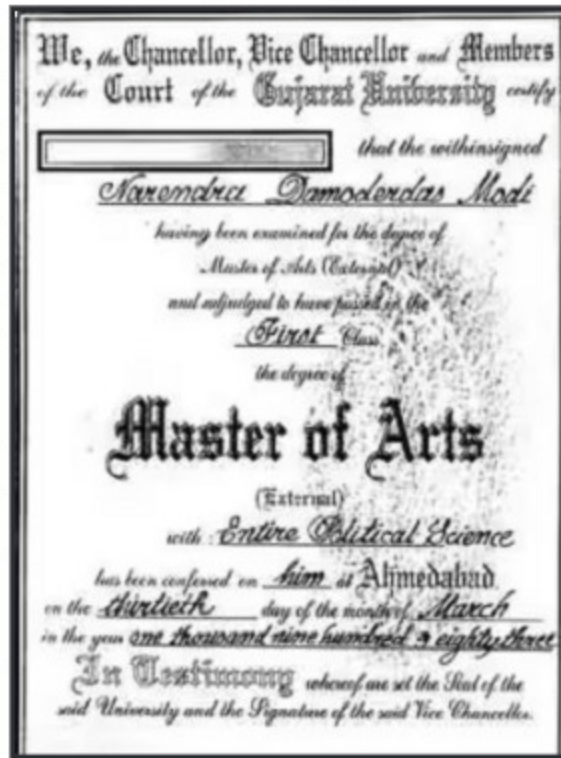 We, the Chancellor, Vice Chancellor and Members
of the Court of the Gujarat University certify
that the withinsigned
Narendra Damoderdas Modi
having been examined for the degree of
Master of Arts (External)
and adjudged to have passed in the
First Class
the degree of
Master of Arts
(External)
with : Entire Political Science
has been conferred on him at Ahmedabad
on the thirtieth day of the month of March
in the year one thousand nine hundred & eighty three
In Testimony whereof are set the Seal of the
said University and the Signature of the said Vice Chancellor.